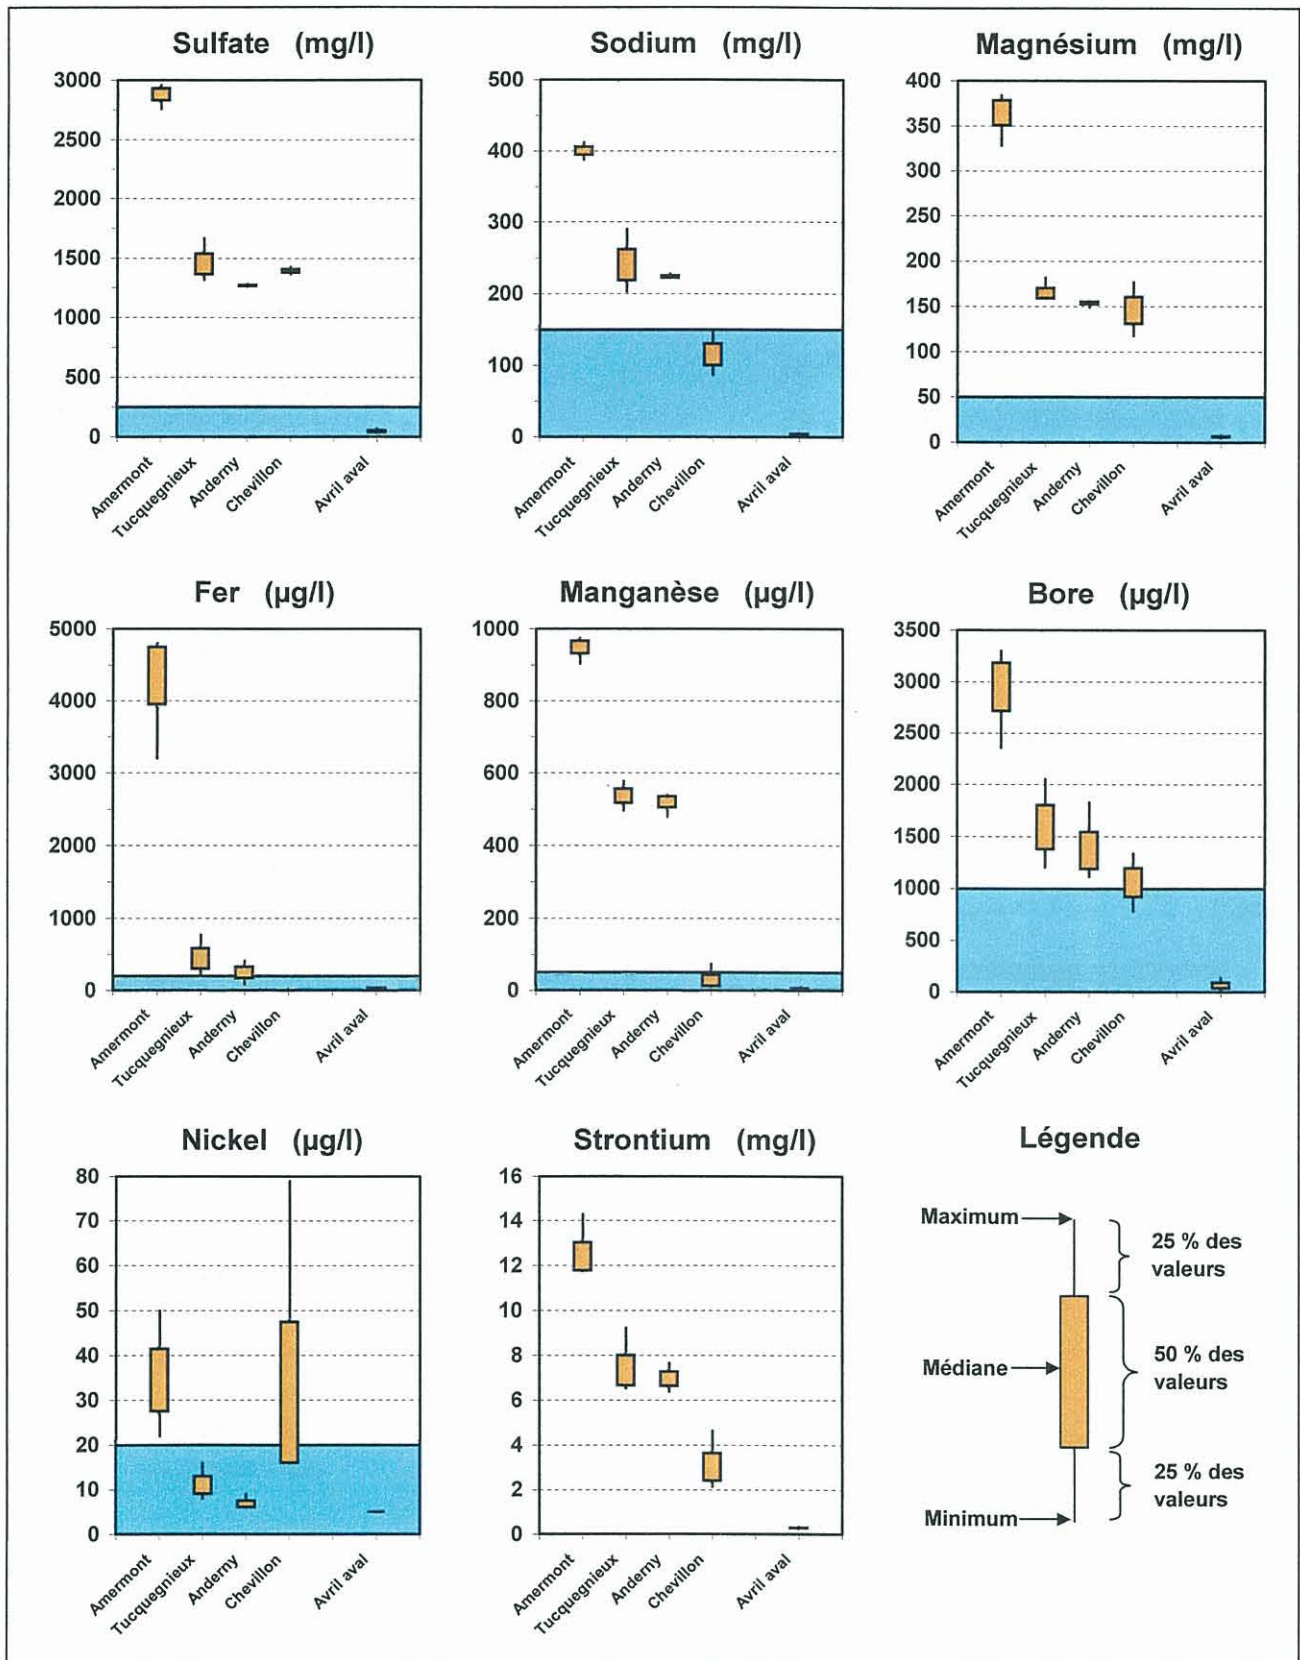 Sulfate (mg/l)
3000
2500
2000
1500
1000
500
0
Amermont
Tucquegnieux
Anderny
Chevillon
Avril aval
Sodium (mg/l)
500
400
300
200
100
0
Amermont
Tucquegnieux
Anderny
Chevillon
Avril aval
Magnésium (mg/l)
400
350
300
250
200
150
100
50
0
Amermont
Tucquegnieux
Anderny
Chevillon
Avril aval
Fer (µg/l)
5000
4000
3000
2000
1000
0
Amermont
Tucquegnieux
Anderny
Chevillon
Avril aval
Manganèse (µg/l)
1000
800
600
400
200
0
Amermont
Tucquegnieux
Anderny
Chevillon
Avril aval
Bore (µg/l)
3500
3000
2500
2000
1500
1000
500
0
Amermont
Tucquegnieux
Anderny
Chevillon
Avril aval
Nickel (µg/l)
80
70
60
50
40
30
20
10
0
Amermont
Tucquegnieux
Anderny
Chevillon
Avril aval
Strontium (mg/l)
16
14
12
10
8
6
4
2
0
Amermont
Tucquegnieux
Anderny
Chevillon
Avril aval
Légende
Maximum
25 % des
valeurs
Médiane
50 % des
valeurs
25 % des
valeurs
Minimum